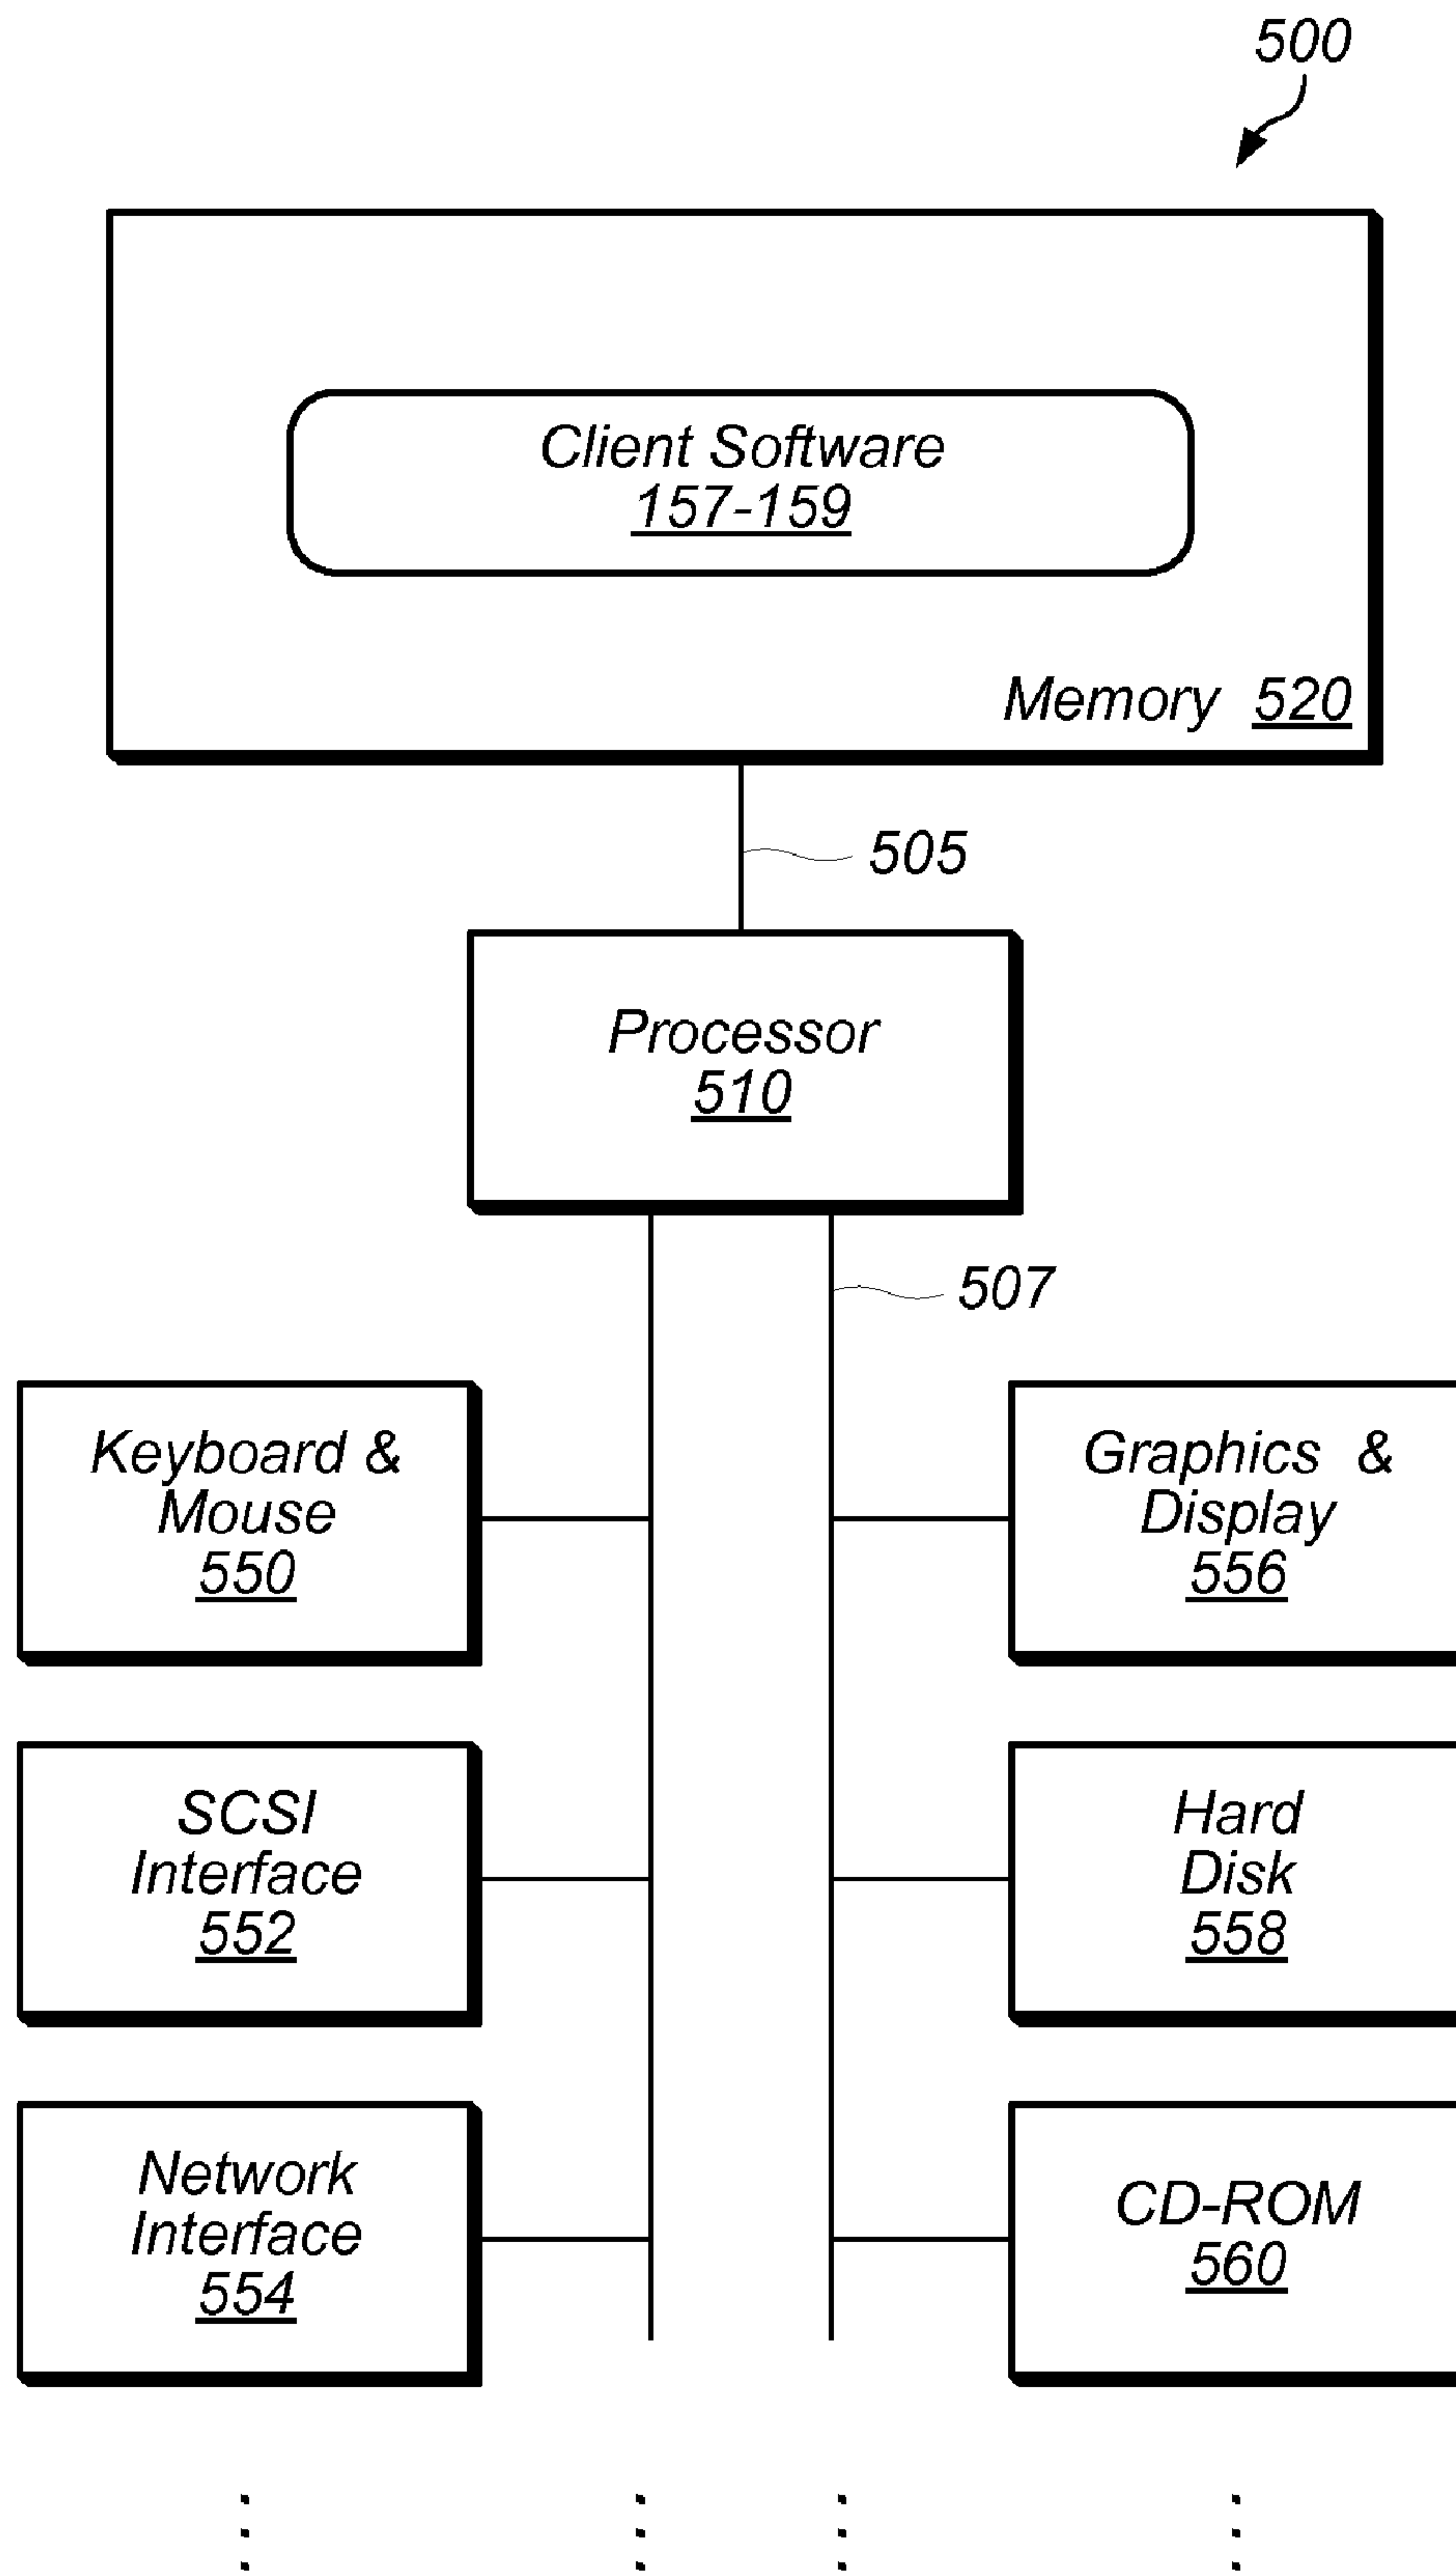 500
Client Software
157-159
Memory 520
505
Processor
510
507
Keyboard &
Mouse
550
Graphics &
Display
556
SCSI
Interface
552
Hard
Disk
558
Network
Interface
554
CD-ROM
560